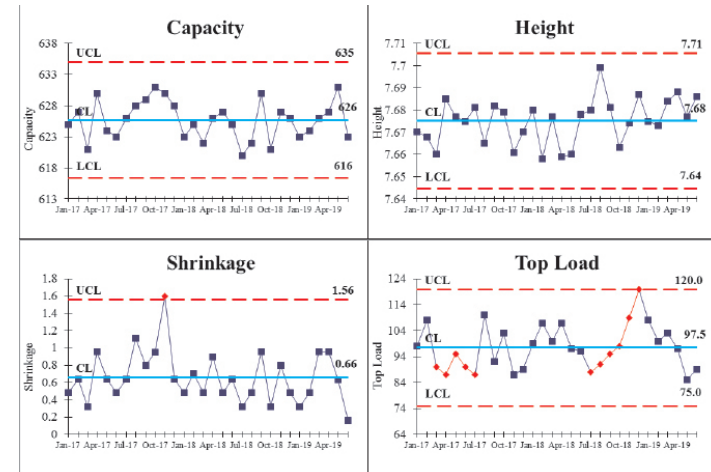 Capacity
638
UCL
635
633
628
CL
626
623
618
LCL
616
613
Capacity
Jan-17 Apr-17 Jul-17 Oct-17 Jan-18 Apr-18 Jul-18 Oct-18 Jan-19 Apr-19
Height
7.71
UCL
7.71
7.7
7.69
7.68
CL
7.68
7.67
7.66
7.65
LCL
7.64
7.64
Height
Jan-17 Apr-17 Jul-17 Oct-17 Jan-18 Apr-18 Jul-18 Oct-18 Jan-19 Apr-19
Shrinkage
1.8
UCL
1.56
1.6
1.4
1.2
1
0.8
CL
0.66
0.6
0.4
0.2
0
Shrinkage
Jan-17 Apr-17 Jul-17 Oct-17 Jan-18 Apr-18 Jul-18 Oct-18 Jan-19 Apr-19
Top Load
124
UCL
120.0
114
104
CL
97.5
94
84
LCL
75.0
74
64
Top Load
Jan-17 Apr-17 Jul-17 Oct-17 Jan-18 Apr-18 Jul-18 Oct-18 Jan-19 Apr-19